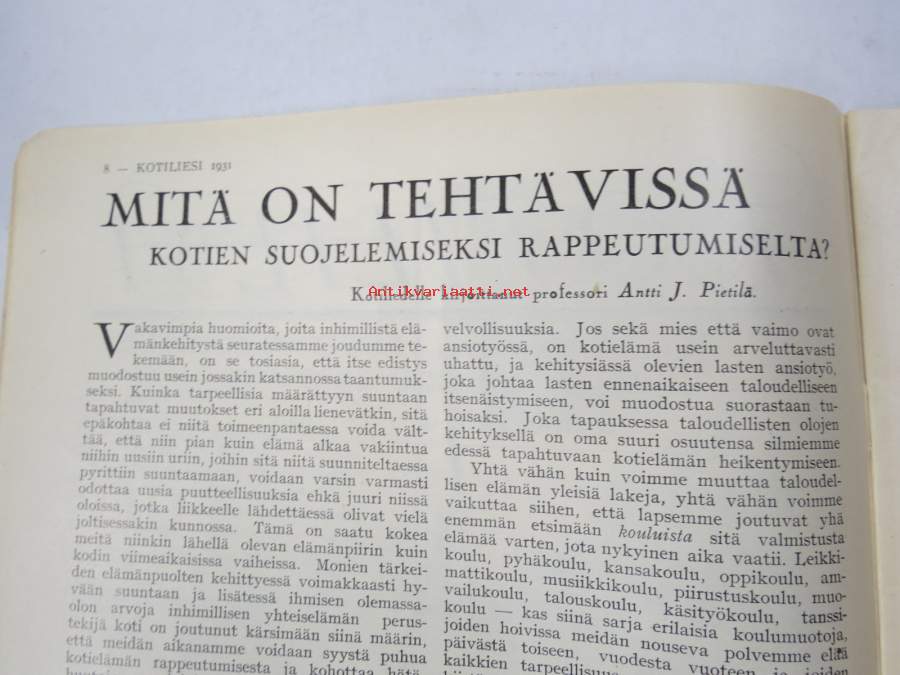 8 — KOTILIESI 1931
MITÄ ON TEHTÄVISSÄ
KOTIEN SUOJELEMISEKSI RAPPEUTUMISELTA?
Kotiliedelle kirjoittanut professori Antti J. Pietilä.
Antikvariaatti.net
Vakavimpia huomioita, joita inhimillistä elä-
mänkehitystä seuratessamme joudumme te-
kemään, on se tosiasia, että itse edistys
muodostuu usein jossakin katsannossa taantumuk-
seksi. Kuinka tarpeellisia määrättyyn suuntaan
tapahtuvat muutokset eri aloilla lienevätkin, sitä
epäkohtaa ei niitä toimeenpantaessa voida vält-
tää, että niin pian kuin elämä alkaa vakiintua
niihin uusiin uriin, joihin sitä niitä suunniteltaessa
pyrittiin suuntaamaan, voidaan varsin varmasti
odottaa uusia puutteellisuuksia ehkä juuri niissä
oloissa, jotka liikkeelle lähdettäessä olivat vielä
joltisessakin kunnossa. Tämä on saatu kokea
meitä niinkin lähellä olevan elämänpiirin kuin
kodin viimeaikaisissa vaiheissa. Monien tärkei-
den elämänpuolten kehittyessä voimakkaasti hy-
vään suuntaan ja lisätessä ihmisen olemassa-
olon arvoja inhimillisen yhteiselämän perus-
tekijä koti on joutunut kärsimään siinä määrin,
että meidän aikanamme voidaan syystä puhua
kotielämän rappeutumisesta ja kohottaa hätä-
velvollisuuksia. Jos sekä mies että vaimo ovat
ansiotyössä, on kotielämä usein arveluttavasti
uhattu, ja kehitysiässä olevien lasten ansiotyö,
joka johtaa lasten ennenaikaiseen taloudelliseen
itsenäistymiseen, voi muodostua suorastaan tu-
hoisaksi. Joka tapauksessa taloudellisten olojen
kehityksellä on oma suuri osuutensa silmiemme
edessä tapahtuvaan kotielämän heikentymiseen.
Yhtä vähän kuin voimme muuttaa taloudel-
lisen elämän yleisiä lakeja, yhtä vähän voimme
vaikuttaa siihen, että lapsemme joutuvat yhä
enemmän etsimään kouluista sitä valmistusta
elämää varten, jota nykyinen aika vaatii. Leikki-
koulu, pyhäkoulu, kansakoulu, oppikoulu, am-
mattikoulu, musiikkikoulu, piirustuskoulu, muo-
vailukoulu, talouskoulu, käsityökoulu, tanssi-
koulu — kas siinä sarja erilaisia koulumuotoja,
joiden hoivissa meidän nouseva polvemme elää
päivästä toiseen, vuodesta vuoteen ja joiden
kaikkien tarpeellisuu